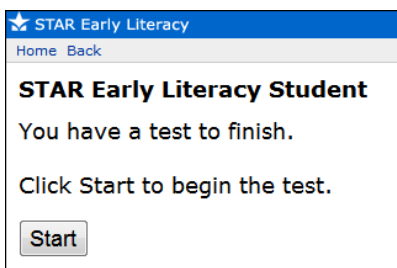 STAR Early Literacy
Home Back
STAR Early Literacy Student
You have a test to finish.
Click Start to begin the test.
Start